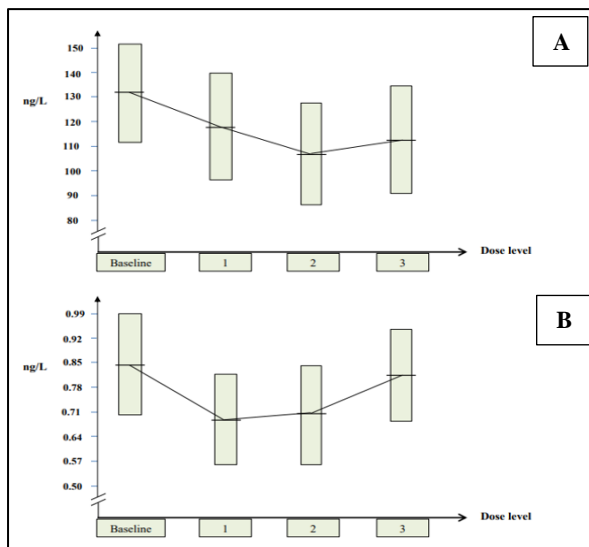 A
150
140
130
ng/L
120
110
100
90
80
Dose level
Baseline 1 2 3
B
0.99
0.92
0.85
ng/L
0.78
0.71
0.64
0.57
0.50
Dose level
Baseline 1 2 3